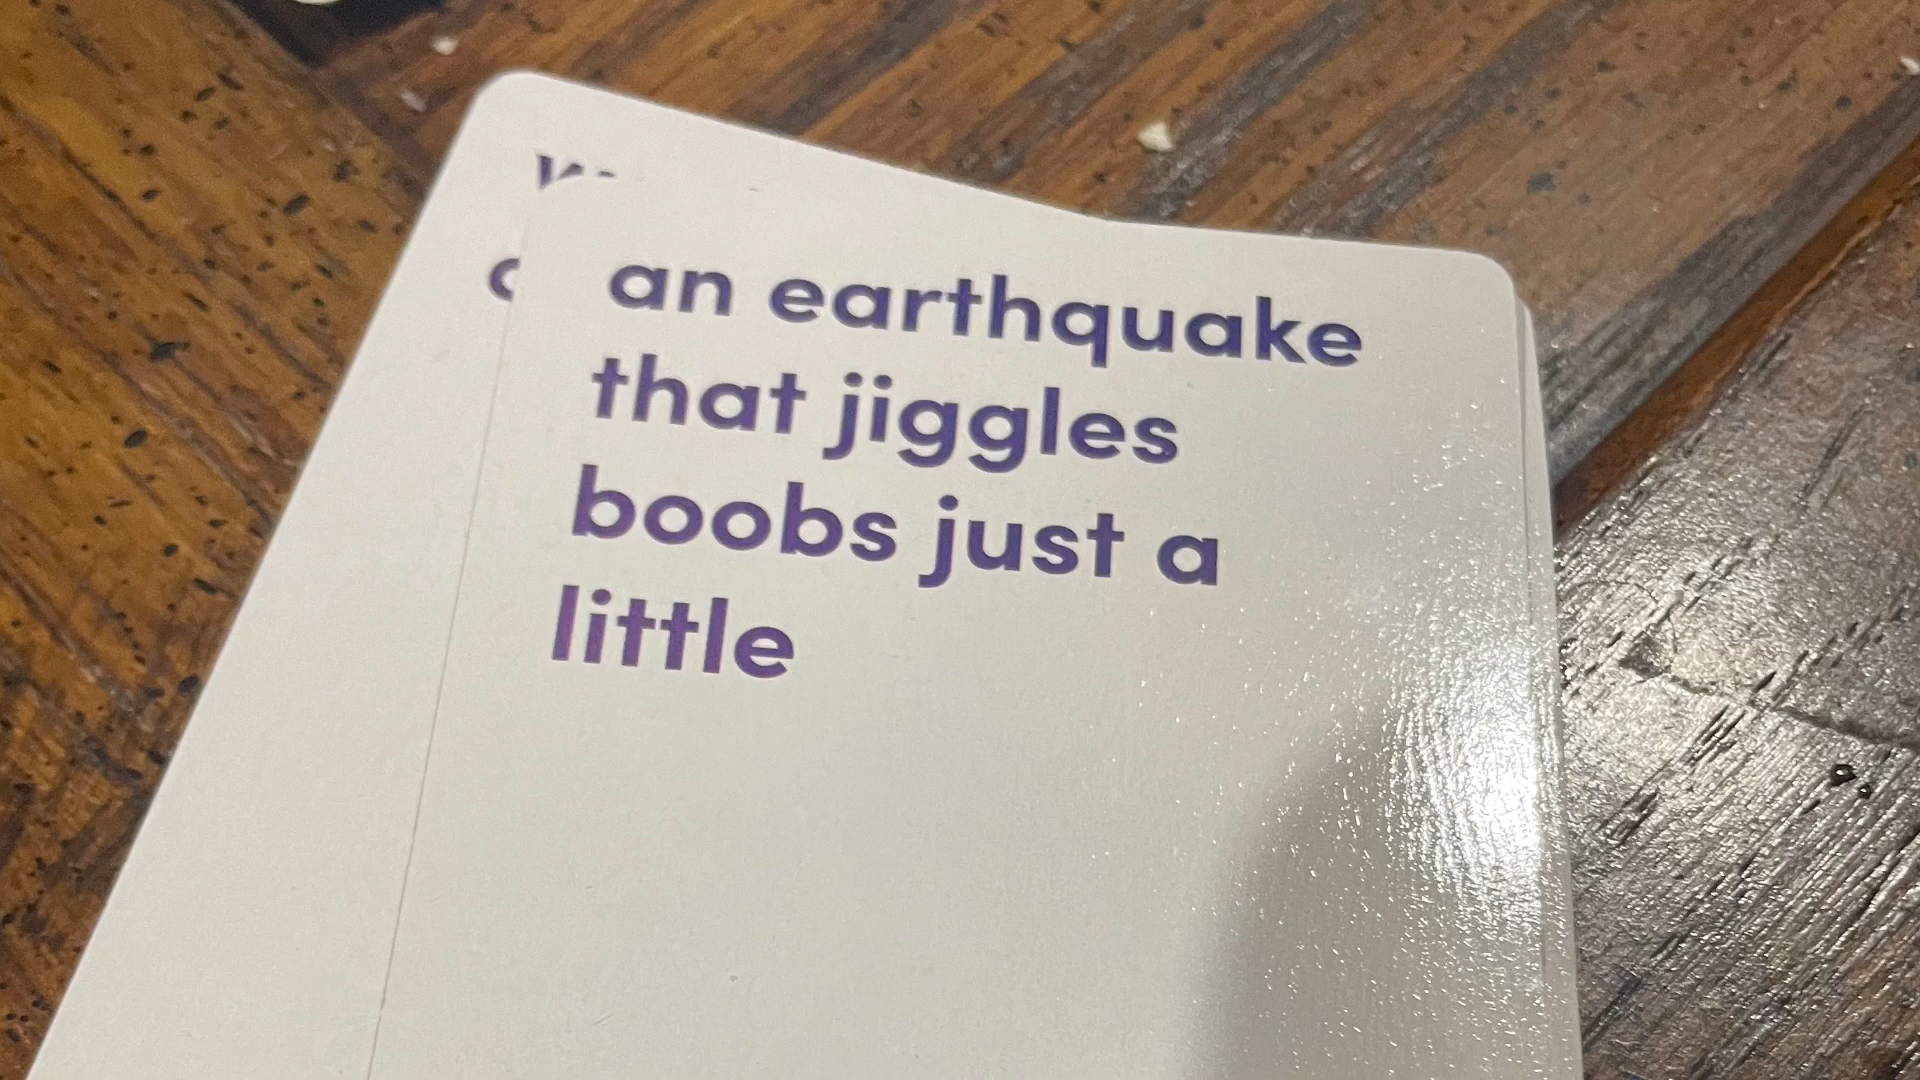 an earthquake
that jiggles
boobs just a
little